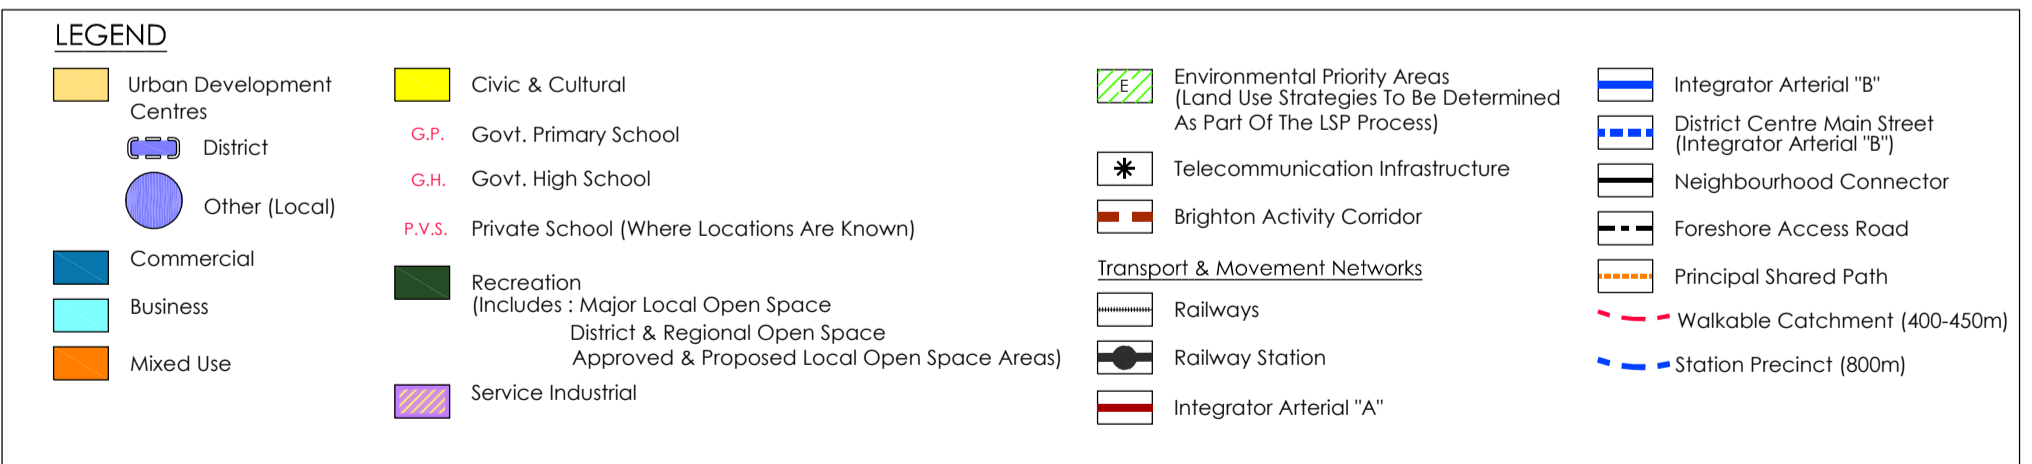 LEGEND
Urban Development
Centres
District
Other (Local)
Commercial
Business
Mixed Use
Civic & Cultural
G.P. Govt. Primary School
G.H. Govt. High School
P.V.S. Private School (Where Locations Are Known)
Recreation
(Includes : Major Local Open Space
District & Regional Open Space
Approved & Proposed Local Open Space Areas)
Service Industrial
E Environmental Priority Areas
(Land Use Strategies To Be Determined
As Part Of The LSP Process)
Telecommunication Infrastructure
Brighton Activity Corridor
Transport & Movement Networks
Railways
Railway Station
Integrator Arterial "A"
Integrator Arterial "B"
District Centre Main Street
(Integrator Arterial "B")
Neighbourhood Connector
Foreshore Access Road
Principal Shared Path
Walkable Catchment (400-450m)
Station Precinct (800m)